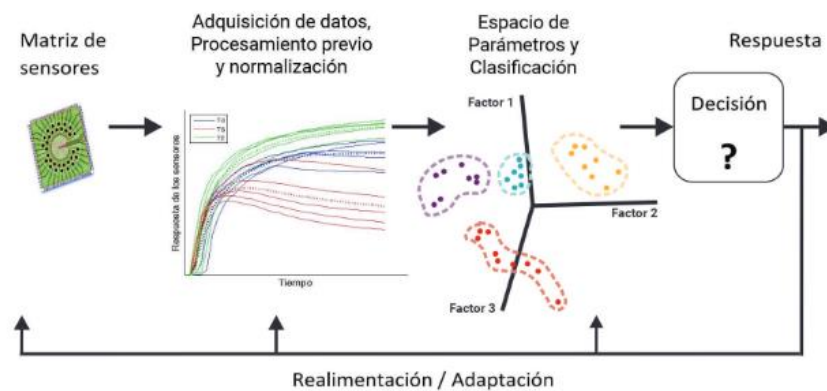 Matriz de
sensores
Adquisición de datos,
Procesamiento previo
y normalización
Espacio de
Parámetros y
Clasificación
Respuesta
Respuesta de los sensores
Tiempo
Factor 1
Factor 2
Factor 3
Decisión
?
Realimentación / Adaptación